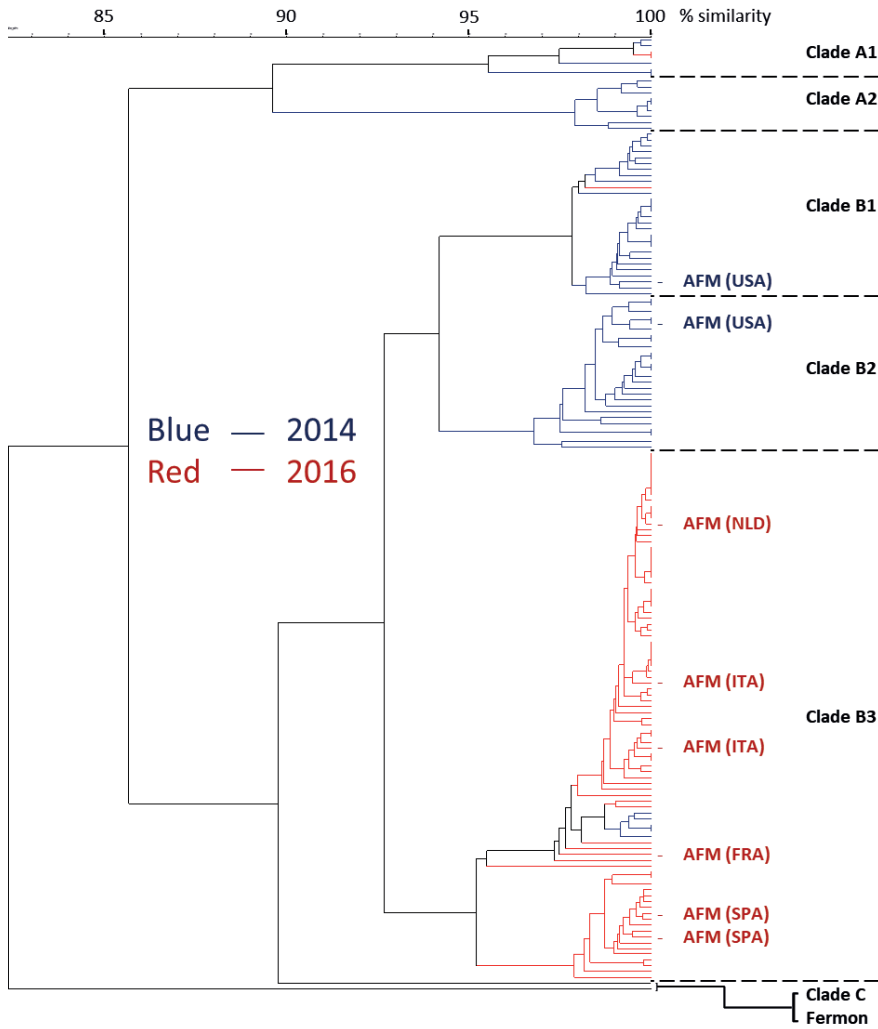 85 90 95 100 % similarity
Clade A1
Clade A2
Clade B1
AFM (USA)
AFM (USA)
Clade B2
Blue — 2014
Red — 2016
AFM (NLD)
AFM (ITA)
Clade B3
AFM (ITA)
AFM (FRA)
AFM (SPA)
AFM (SPA)
Clade C
Fermon